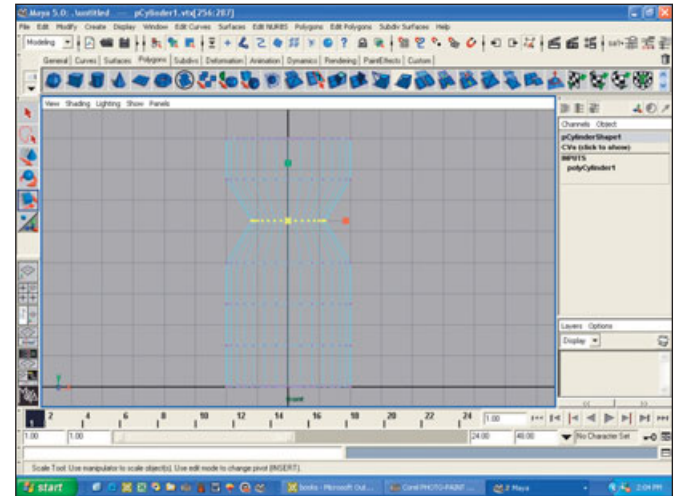 Maya 5.0: .\untitled --- pCylinder1.vtx[256:287]
File Edit Modify Create Display Window Edit Curves Surfaces Edit NURBS Polygons Edit Polygons Subdiv Surfaces Help
Modeling
General Curves Surfaces Polygons Subdivs Deformation Animation Dynamics Rendering PaintEffects Custom
View Shading Lighting Show Panels
Channels Object
pCylinderShape1
CVs (click to show)
INPUTS
polyCylinder1
Layers Options
Display
front
2 4 6 8 10 12 14 16 18 20 22 24 1.00
1.00 1.00 24.00 48.00 No Character Set
Scale Tool: Use manipulator to scale object(s). Use edit mode to change pivot (INSERT).
start books - Microsoft Out... Corel PHOTO-PAINT ... 2 Maya 2:04 PM